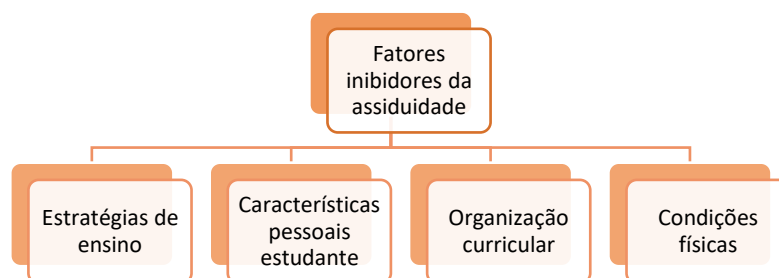 Fatores
inibidores da
assiduidade
Estratégias de
ensino
Características
pessoais
estudante
Organização
curricular
Condições
físicas